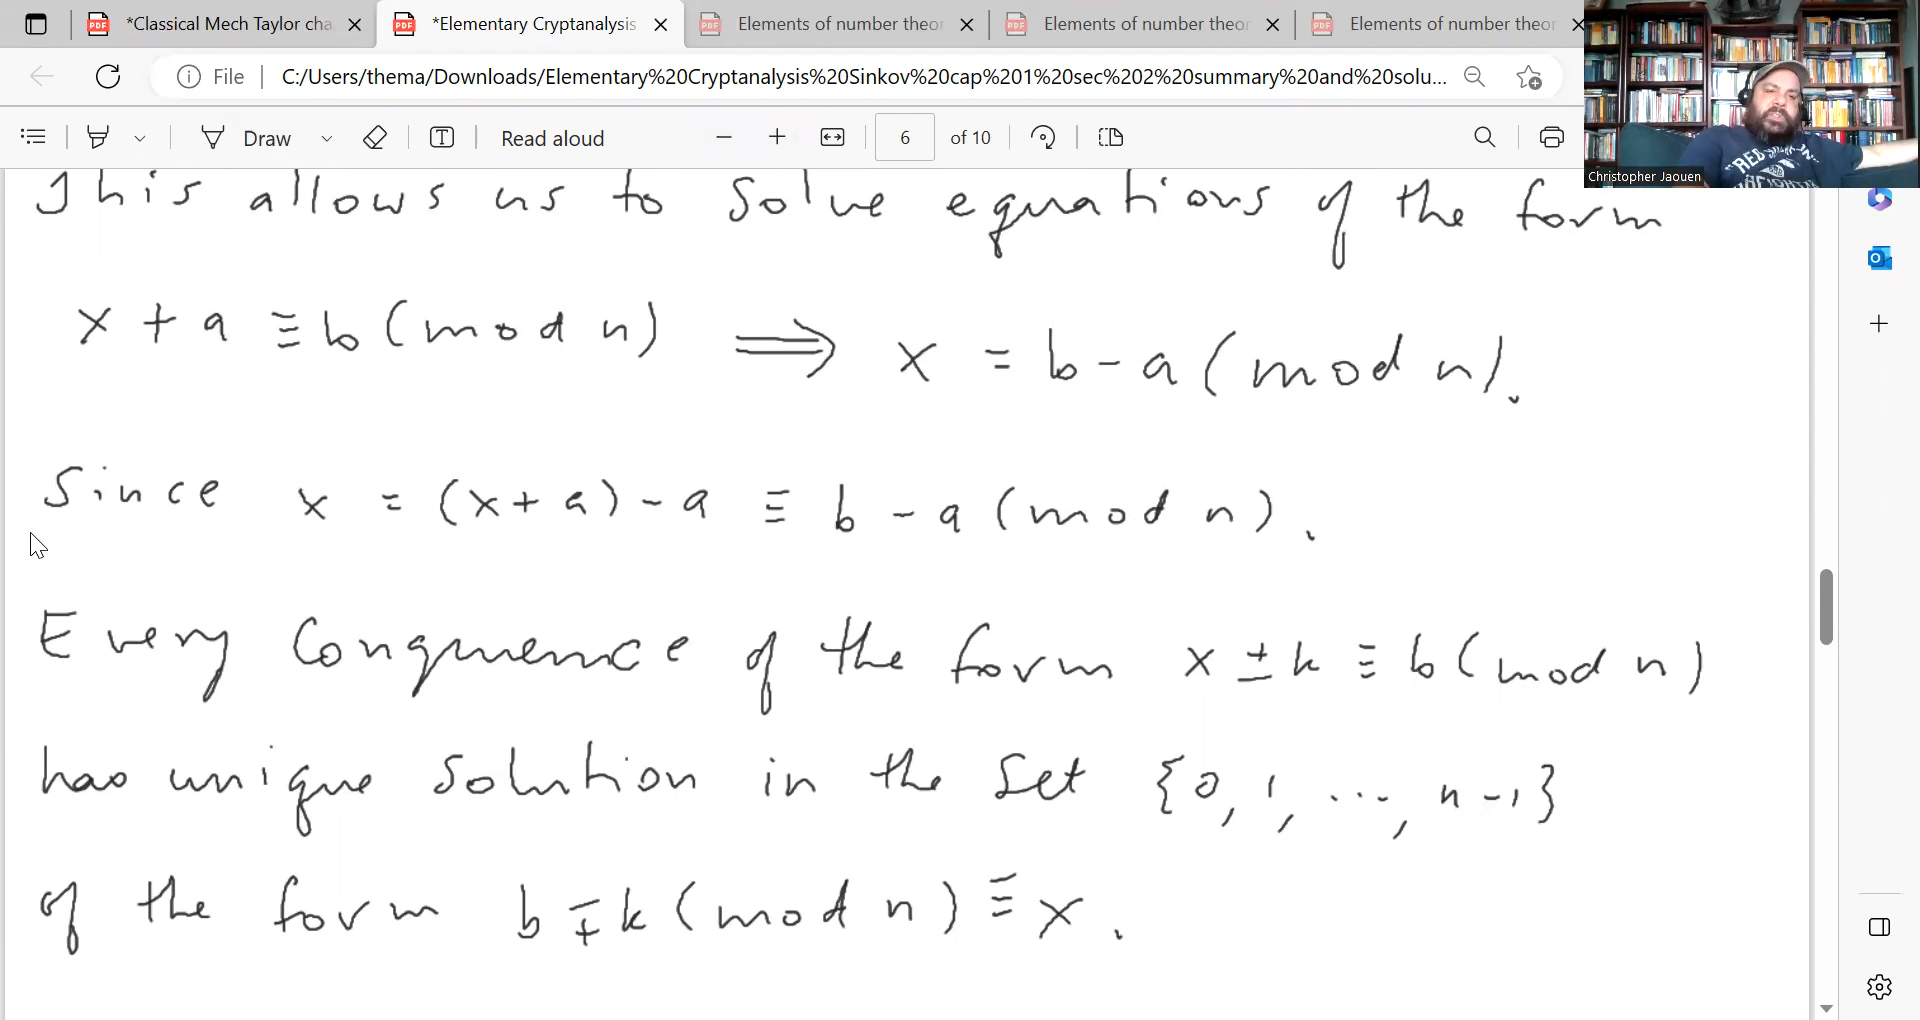 *Classical Mech Taylor cha
*Elementary Cryptanalysis
Elements of number theor
Elements of number theor
Elements of number theor
File
C:/Users/thema/Downloads/Elementary%20Cryptanalysis%20Sinkov%20cap%201%20sec%202%20summary%20and%20solu...
Draw
Read aloud
6 of 10
Christopher Jaouen
This allows us to solve equations of the form
x + a ≡ b (mod n) ⟹ x = b - a (mod n).
Since x = (x + a) - a ≡ b - a (mod n).
Every Congruence of the form x ± k ≡ b (mod n)
has unique solution in the set {0, 1, ..., n-1}
of the form b ∓ k (mod n) ≡ x.